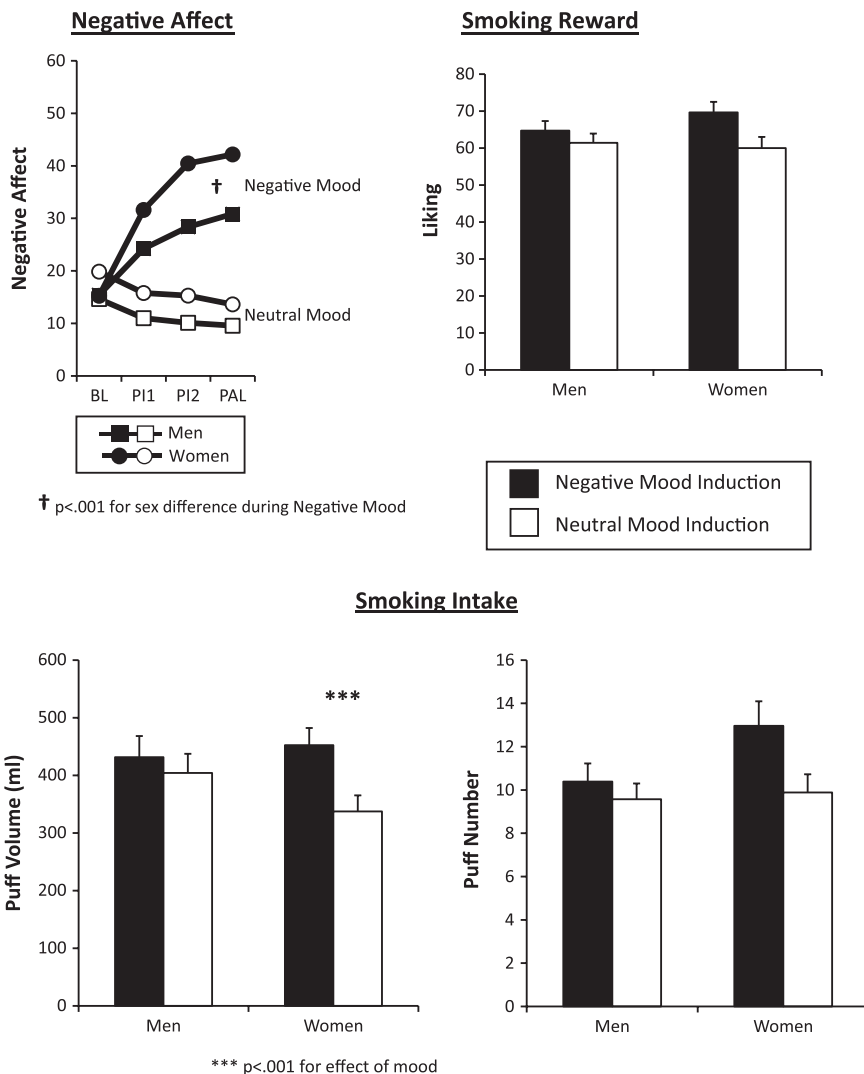 Negative Affect
60
50
40
30
20
10
0
Negative Affect
† Negative Mood
Neutral Mood
BL PI1 PI2 PAL
Men
Women
† p<.001 for sex difference during Negative Mood
Smoking Reward
80
70
60
50
40
30
20
10
0
Liking
Men Women
Negative Mood Induction
Neutral Mood Induction
Smoking Intake
600
500
400
300
200
100
0
Puff Volume (ml)
***
Men Women
*** p<.001 for effect of mood
16
14
12
10
8
6
4
2
0
Puff Number
Men Women